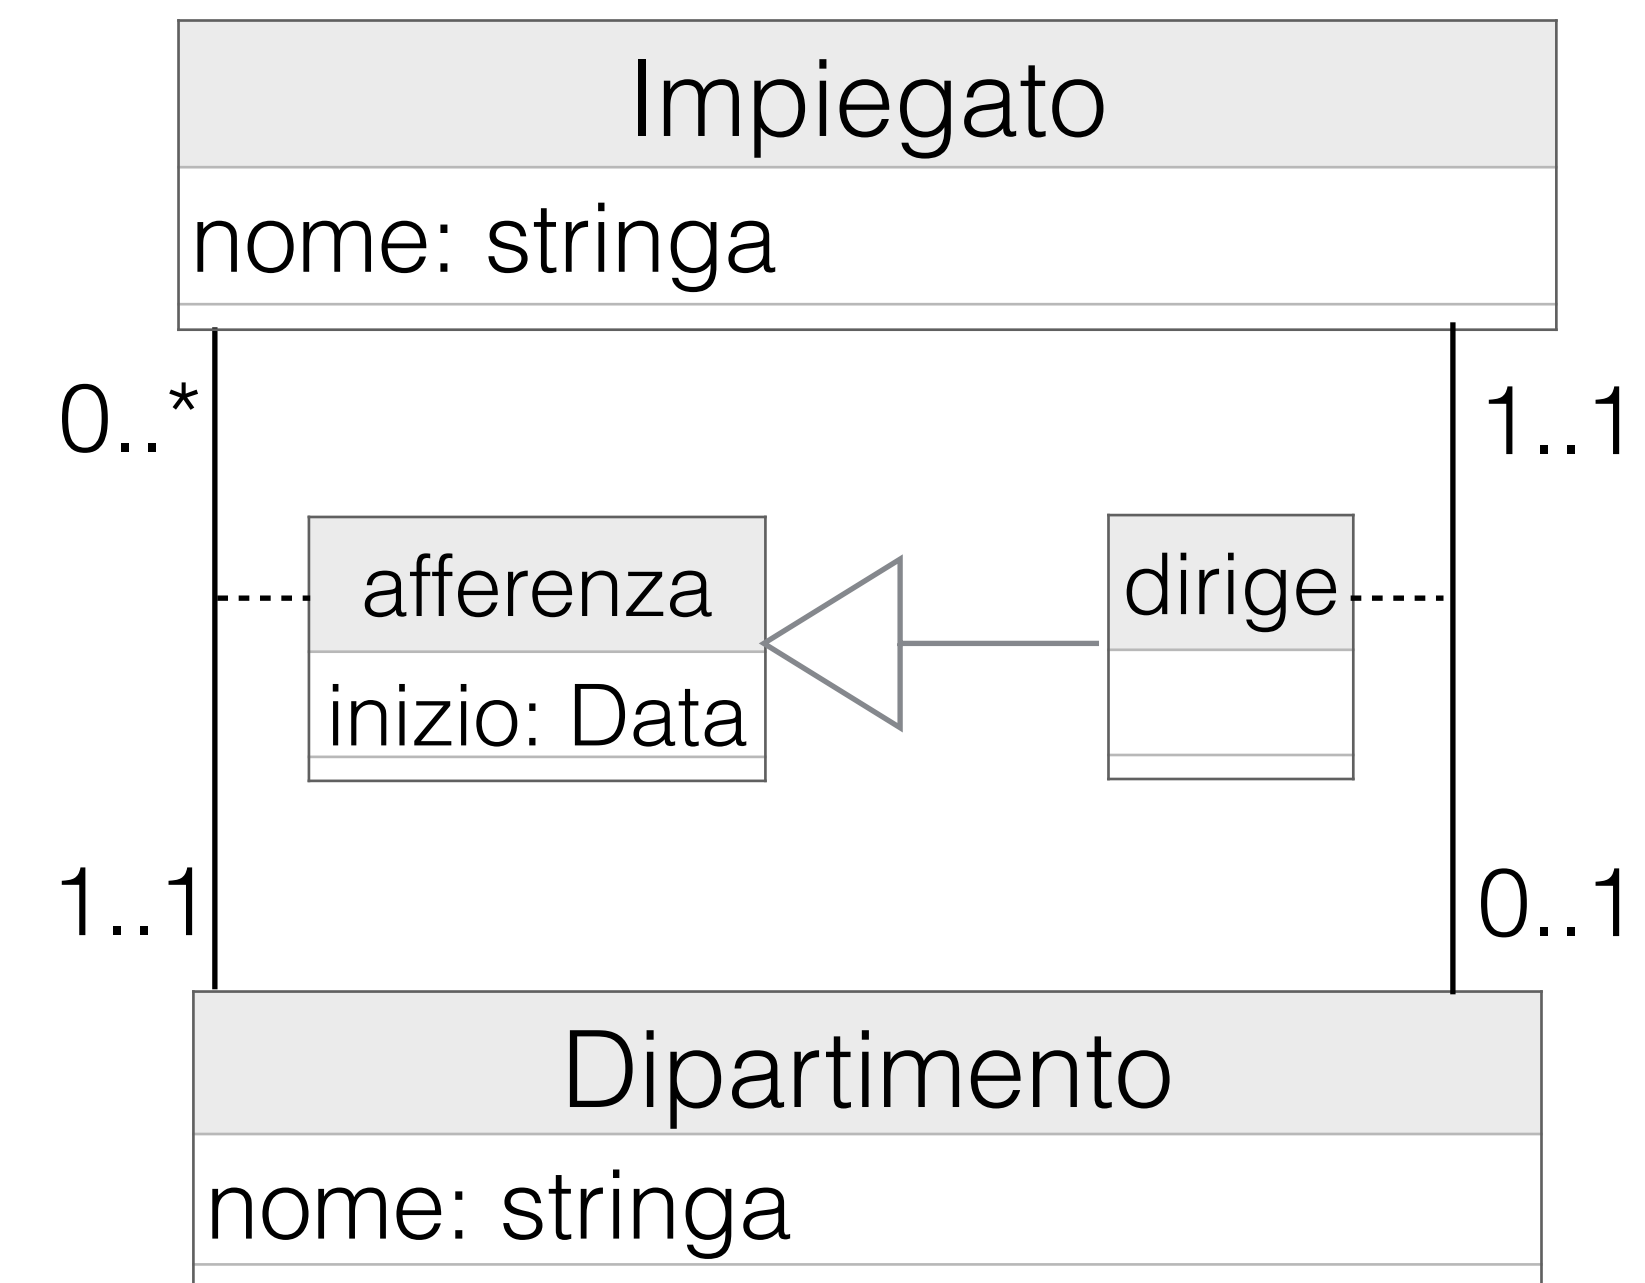 Impiegato
nome: stringa
0..*
1..1
afferenza
dirige
inizio: Data
1..1
0..1
Dipartimento
nome: stringa